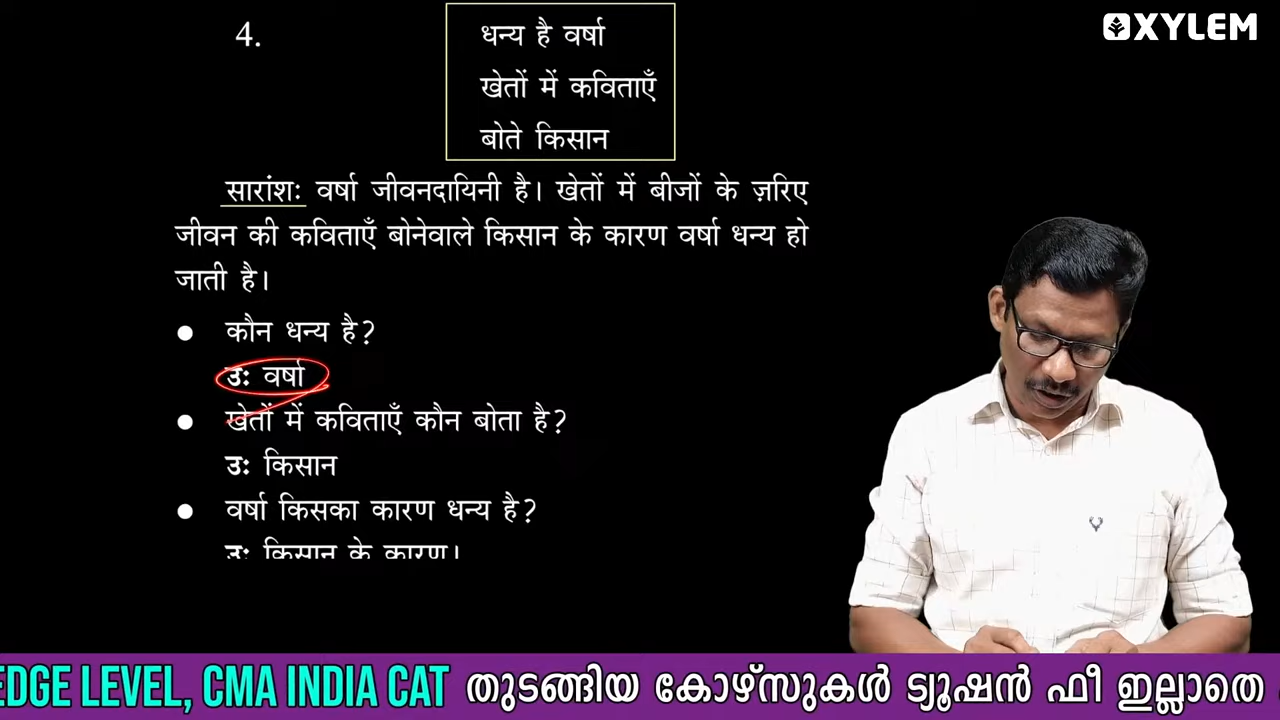 4.
धन्य है वर्षा
खेतों में कविताएँ
बोते किसान
सारांशः वर्षा जीवनदायिनी है। खेतों में बीजों के ज़रिए
जीवन की कविताएँ बोनेवाले किसान के कारण वर्षा धन्य हो
जाती है।
● कौन धन्य है?
उः वर्षा
● खेतों में कविताएँ कौन बोता है?
उः किसान
● वर्षा किसका कारण धन्य है?
उः किसान के कारण।
OXYLEM
EDGE LEVEL, CMA INDIA CAT തുടങ്ങിയ കോഴ്സുകൾ ട്യൂഷൻ ഫീ ഇല്ലാതെ